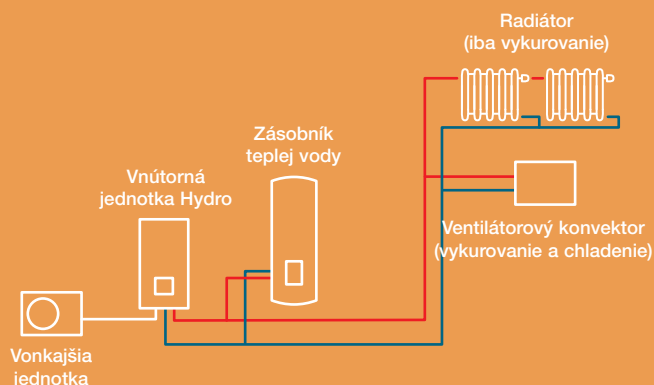 Radiátor
(iba vykurovanie)
Zásobník
teplej vody
Vnútorná
jednotka Hydro
Ventilátorový konvektor
(vykurovanie a chladenie)
Vonkajšia
jednotka